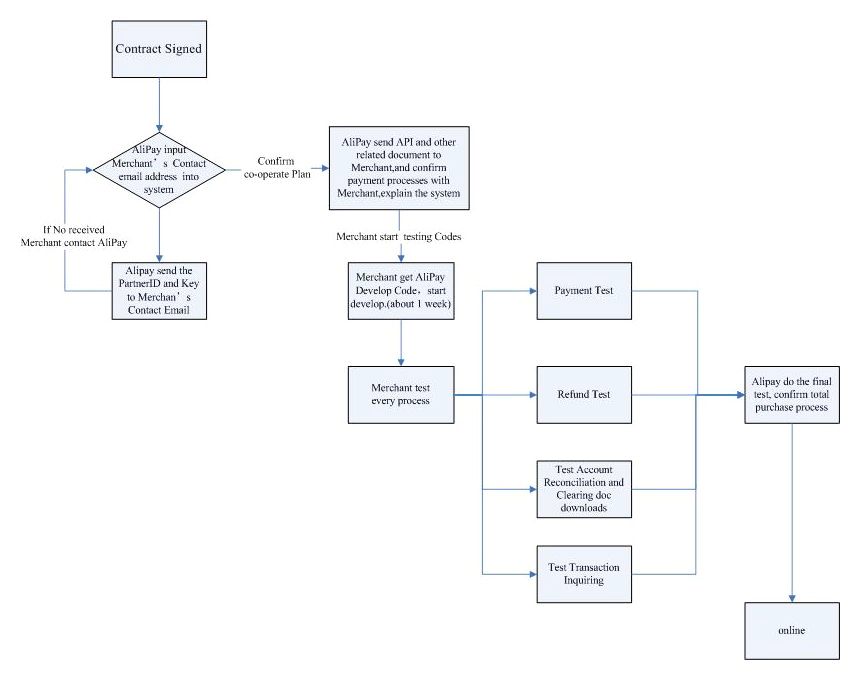 Contract Signed
AliPay input
Merchant's Contact
email address into
system
Confirm
co-operate Plan
AliPay send API and other
related document to
Merchant,and confirm
payment processes with
Merchant,explain the system
If No received
Merchant contact AliPay
Merchant start testing Codes
Alipay send the
PartnerID and Key
to Merchan's
Contact Email
Merchant get AliPay
Develop Code，start
develop.(about 1 week)
Payment Test
Merchant test
every process
Refund Test
Alipay do the final
test, confirm total
purchase process
Test Account
Reconciliation and
Clearing doc
downloads
Test Transaction
Inquiring
online